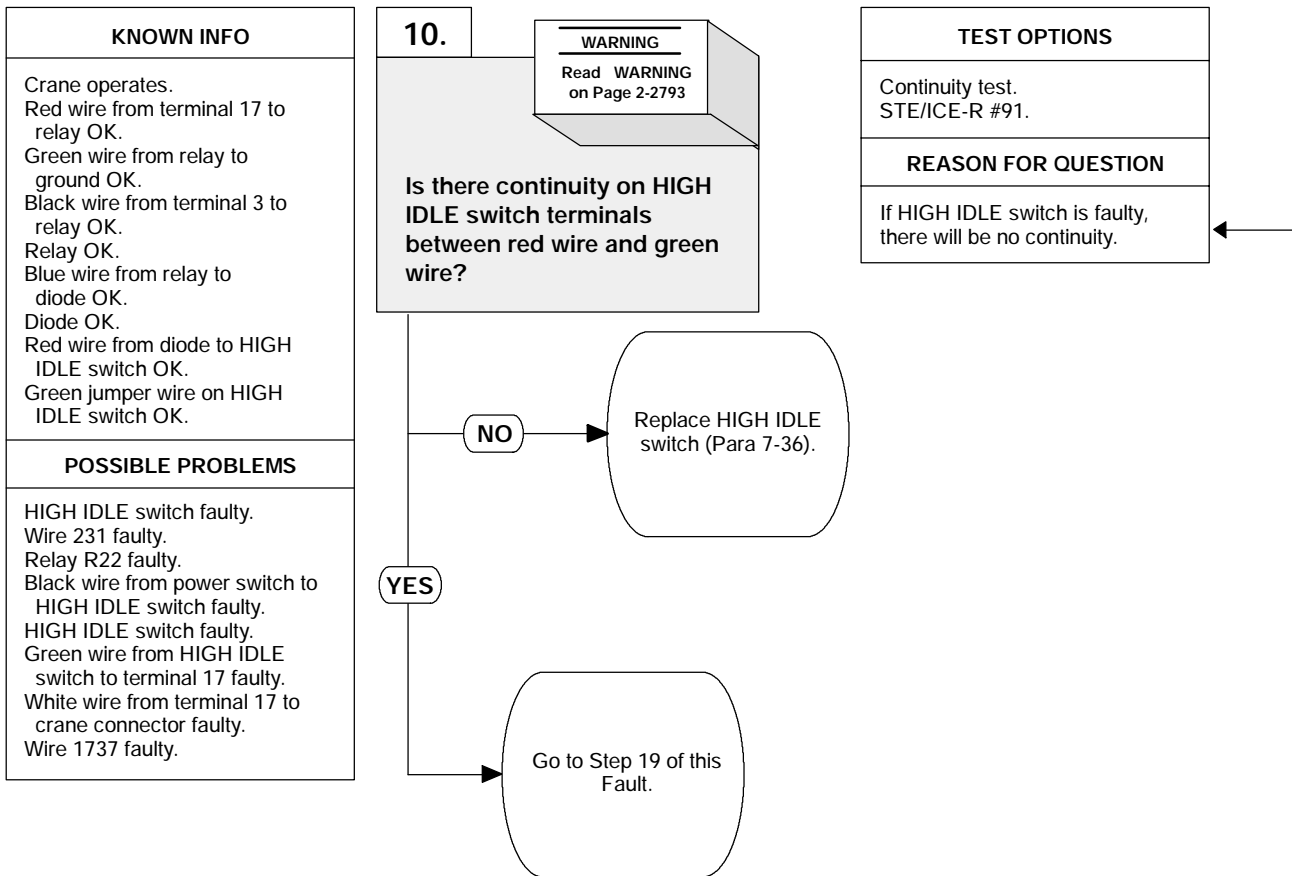 KNOWN INFO
Crane operates.
Red wire from terminal 17 to
relay OK.
Green wire from relay to
ground OK.
Black wire from terminal 3 to
relay OK.
Relay OK.
Blue wire from relay to
diode OK.
Diode OK.
Red wire from diode to HIGH
IDLE switch OK.
Green jumper wire on HIGH
IDLE switch OK.
POSSIBLE PROBLEMS
HIGH IDLE switch faulty.
Wire 231 faulty.
Relay R22 faulty.
Black wire from power switch to
HIGH IDLE switch faulty.
HIGH IDLE switch faulty.
Green wire from HIGH IDLE
switch to terminal 17 faulty.
White wire from terminal 17 to
crane connector faulty.
Wire 1737 faulty.
10.
WARNING
Read WARNING
on Page 2-2793
Is there continuity on HIGH
IDLE switch terminals
between red wire and green
wire?
NO
Replace HIGH IDLE
switch (Para 7-36).
YES
Go to Step 19 of this
Fault.
TEST OPTIONS
Continuity test.
STE/ICE-R #91.
REASON FOR QUESTION
If HIGH IDLE switch is faulty,
there will be no continuity.